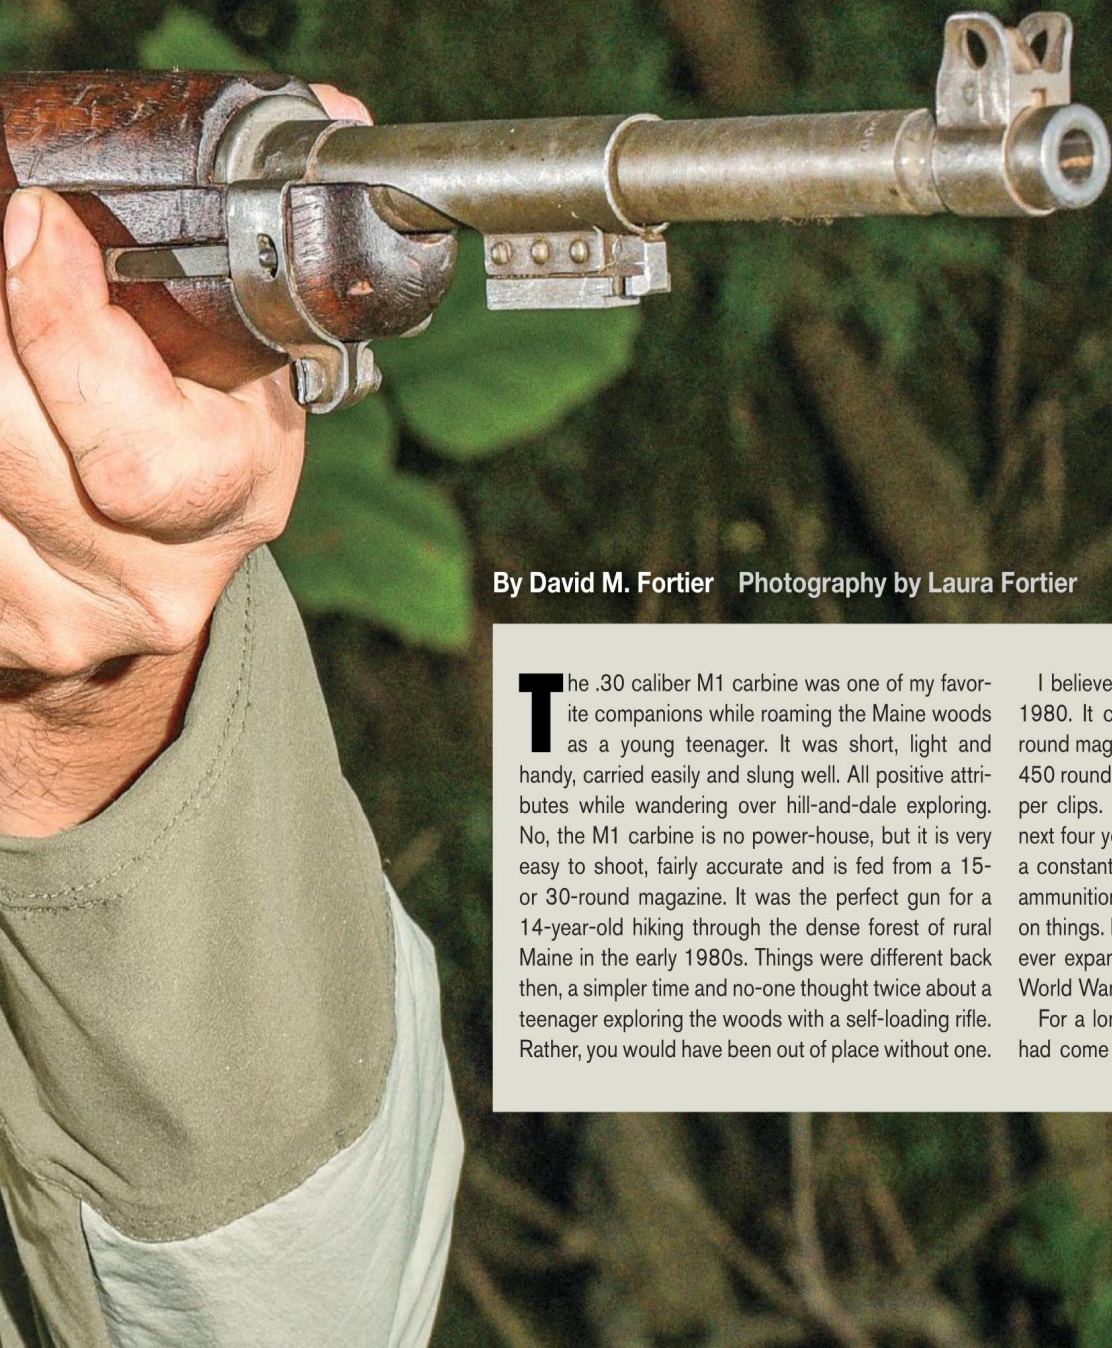 By David M. Fortier Photography by Laura Fortier
The .30 caliber M1 carbine was one of my favor-
ite companions while roaming the Maine woods
as a young teenager. It was short, light and
handy, carried easily and slung well. All positive attri-
butes while wandering over hill-and-dale exploring.
No, the M1 carbine is no power-house, but it is very
easy to shoot, fairly accurate and is fed from a 15-
or 30-round magazine. It was the perfect gun for a
14-year-old hiking through the dense forest of rural
Maine in the early 1980s. Things were different back
then, a simpler time and no-one thought twice about a
teenager exploring the woods with a self-loading rifle.
Rather, you would have been out of place without one.
I believe
1980. It
round
450
per clips.
next four
a constant
on things.
ever
World
For a
had come